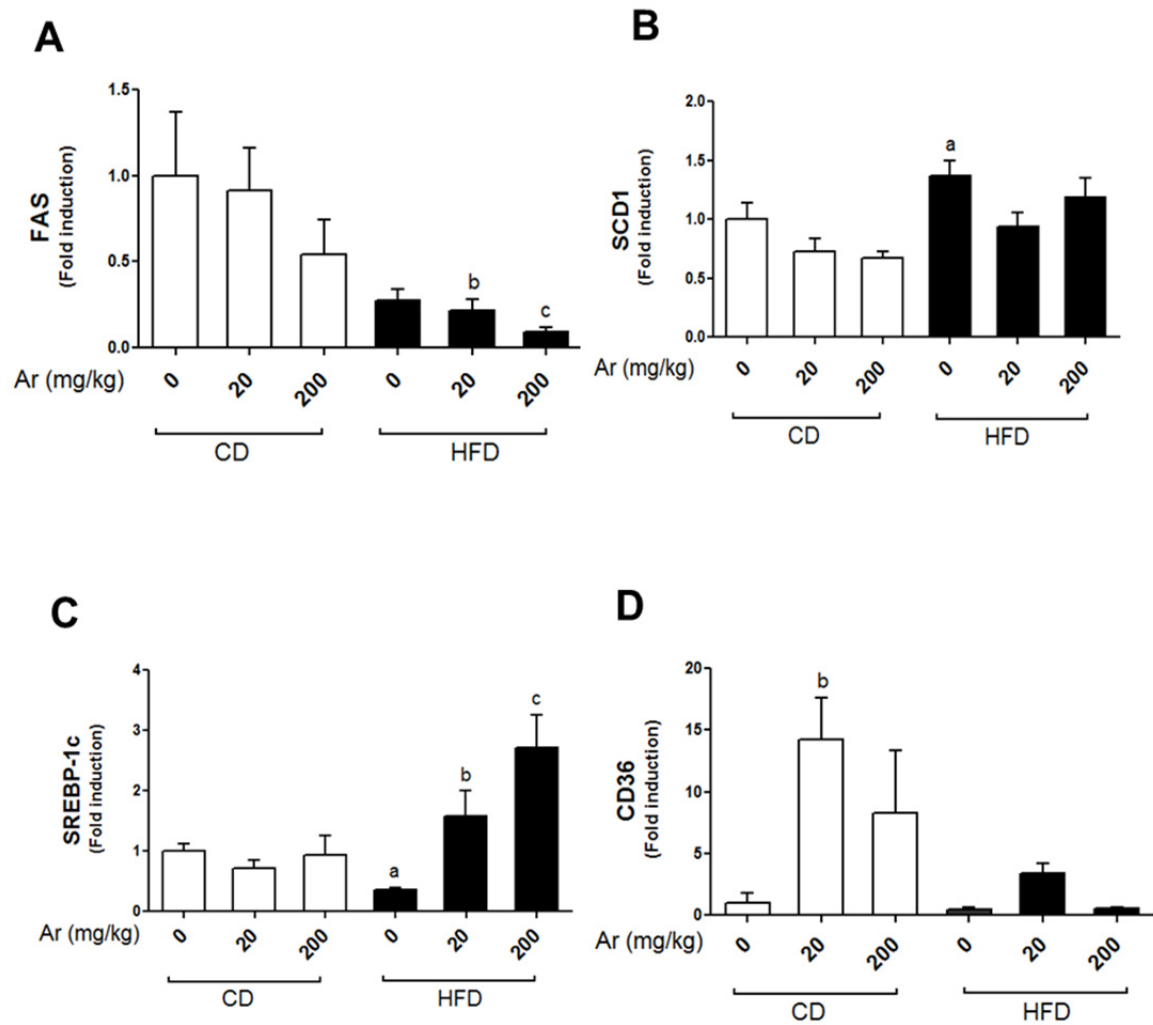 A
FAS
(Fold induction)
1.5
1.0
0.5
0.0
b
c
Ar (mg/kg)
0
20
200
0
20
200
CD
HFD
B
SCD1
(Fold induction)
2.0
1.5
1.0
0.5
0.0
a
Ar (mg/kg)
0
20
200
0
20
200
CD
HFD
C
SREBP-1c
(Fold induction)
4
3
2
1
0
a
b
c
Ar (mg/kg)
0
20
200
0
20
200
CD
HFD
D
CD36
(Fold induction)
20
15
10
5
0
b
Ar (mg/kg)
0
20
200
0
20
200
CD
HFD